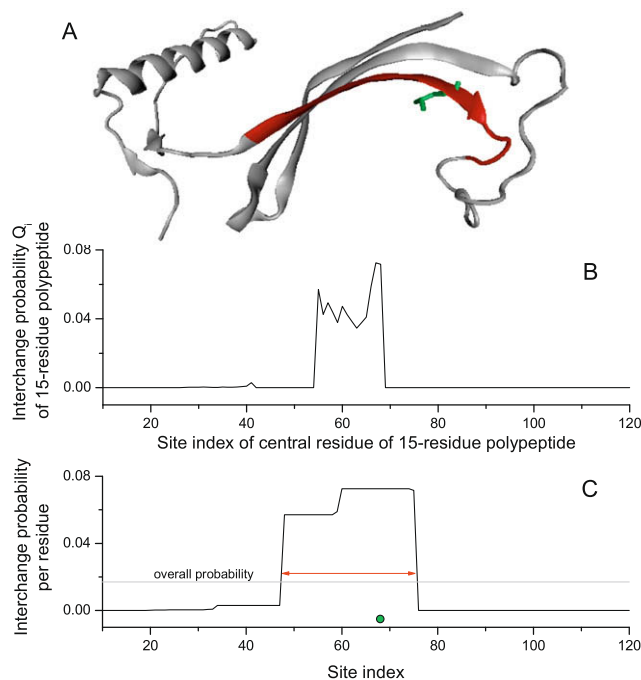 A
B
Interchange probability Qi
of 15-residue polypeptide
0.08
0.04
0.00
20 40 60 80 100 120
Site index of central residue of 15-residue polypeptide
C
Interchange probability
per residue
0.08
0.04
0.00
overall probability
20 40 60 80 100 120
Site index